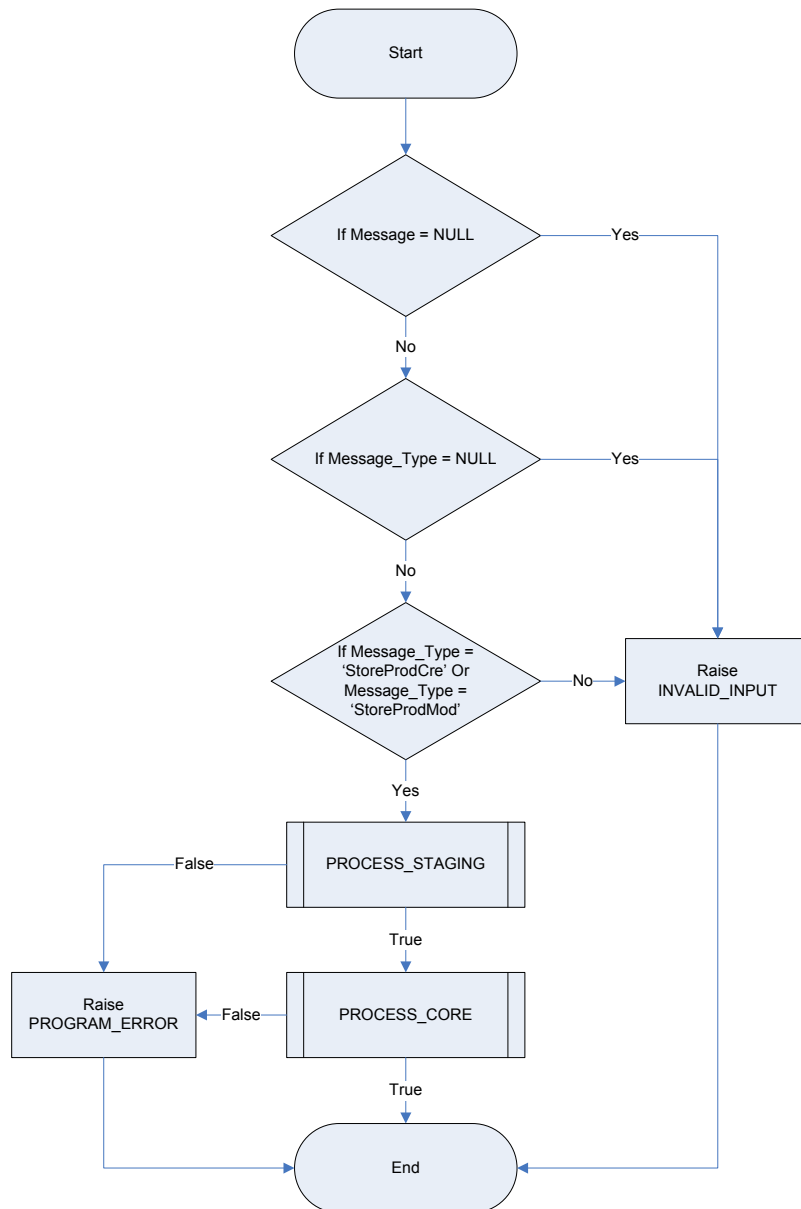 Start
If Message = NULL
Yes
No
If Message_Type = NULL
Yes
No
If Message_Type =
‘StoreProdCre’ Or
Message_Type =
‘StoreProdMod’
No
Raise
INVALID_INPUT
Yes
PROCESS_STAGING
False
True
Raise
PROGRAM_ERROR
False
PROCESS_CORE
True
End